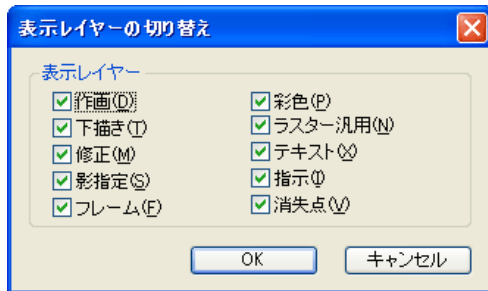 表示レイヤーの切り替え
表示レイヤー
作画(D)
下描き(T)
修正(M)
影指定(S)
フレーム(F)
彩色(P)
ラスター汎用(N)
テキスト(X)
指示(I)
消失点(V)
OK
キャンセル